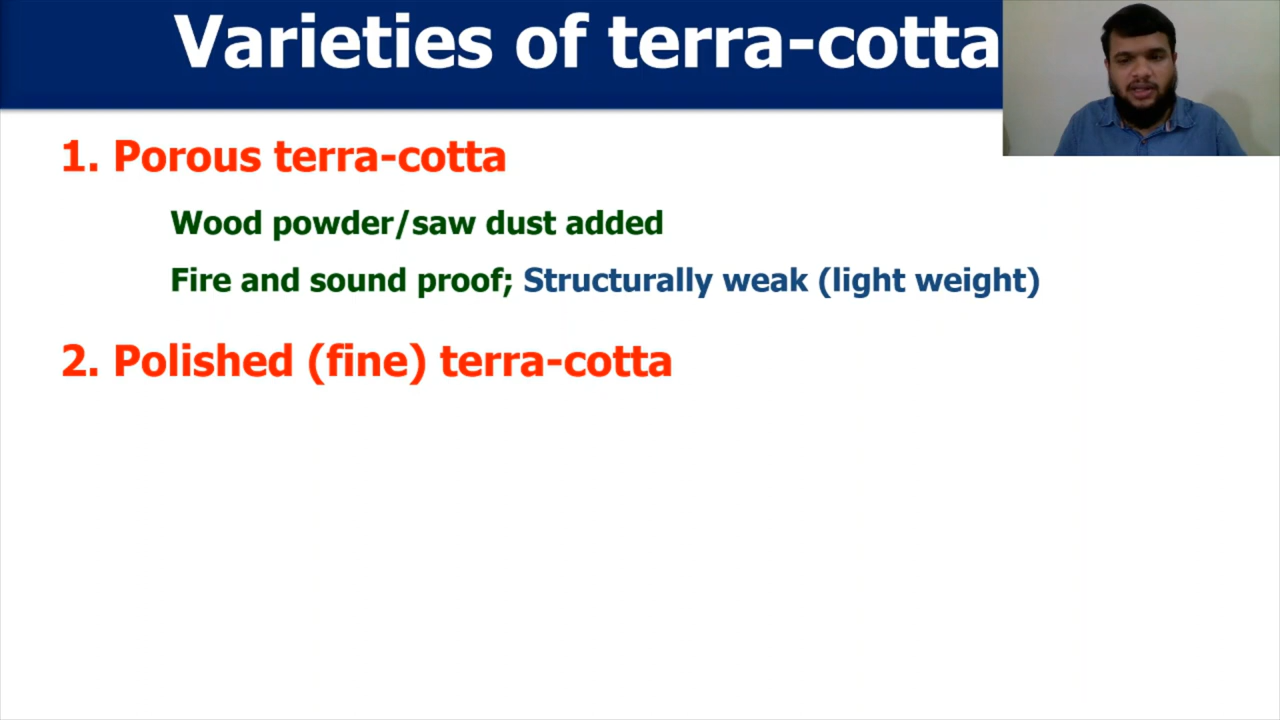 Varieties of terra-cotta
1. Porous terra-cotta
Wood powder/saw dust added
Fire and sound proof; Structurally weak (light weight)
2. Polished (fine) terra-cotta